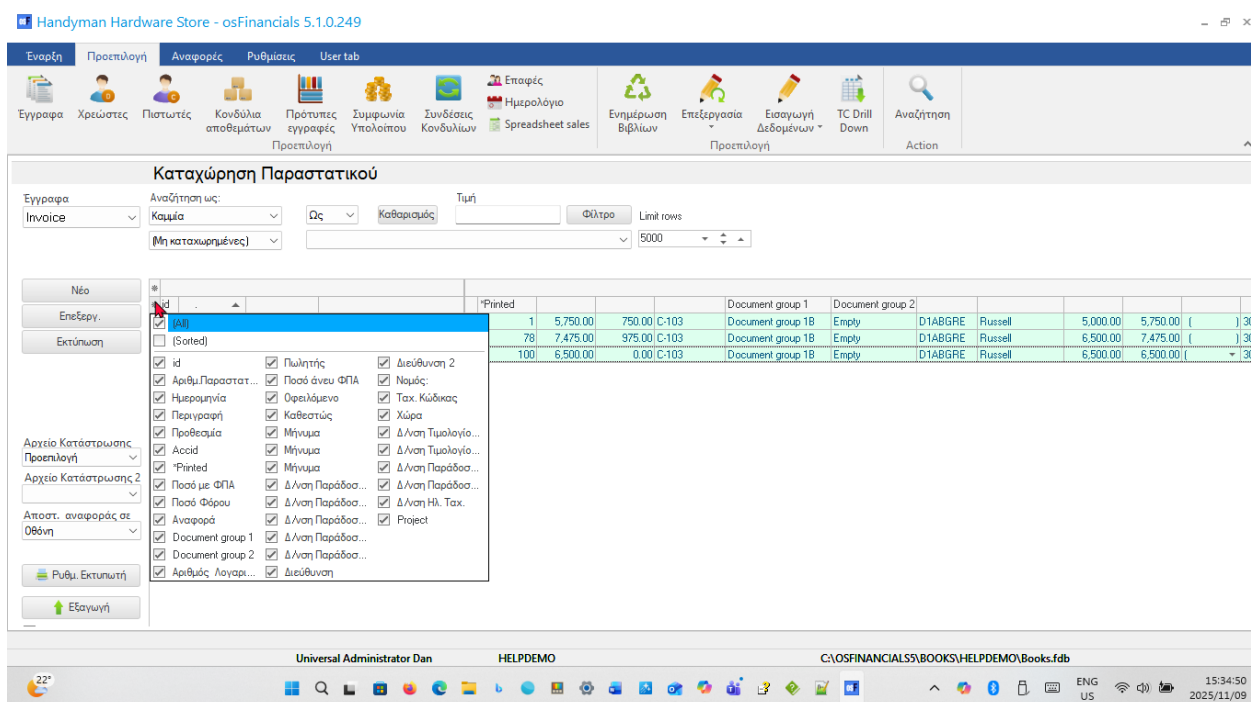 Handyman Hardware Store - osFinancials 5.1.0.249
Έναρξη Προεπιλογή Αναφορές Ρυθμίσεις User tab
Έγγραφα Χρεώστες Πιστωτές Κονδύλια αποθεμάτων Πρότυπες εγγραφές Συμφωνία Υπολοίπου Συνδέσεις Κονδυλίων
Επαφές
Ημερολόγιο
Spreadsheet sales
Ενημέρωση Βιβλίων Επεξεργασία Εισαγωγή Δεδομένων TC Drill Down Αναζήτηση
Προεπιλογή Προεπιλογή Action
Καταχώρηση Παραστατικού
Έγγραφα Αναζήτηση ως: Τιμή
Invoice Καμμία Ως Καθαρισμός Φίλτρο Limit rows
(Μη καταχωρημένες) 5000
Νέο
Επεξεργ.
Εκτύπωση
id . *Printed Document group 1 Document group 2
1 5,750.00 750.00 C-103 Document group 1B Empty D1ABGRE Russell 5,000.00 5,750.00 ( ) 30
78 7,475.00 975.00 C-103 Document group 1B Empty D1ABGRE Russell 6,500.00 7,475.00 ( ) 30
100 6,500.00 0.00 C-103 Document group 1B Empty D1ABGRE Russell 6,500.00 6,500.00 ( 30
(All)
(Sorted)
id Πωλητής Διεύθυνση 2
Αριθμ.Παραστατ... Ποσό άνευ ΦΠΑ Νομός:
Ημερομηνία Οφειλόμενο Ταχ. Κώδικας
Περιγραφή Καθεστώς Χώρα
Προθεσμία Μήνυμα Δ/νση Τιμολογίο...
Accid Μήνυμα Δ/νση Τιμολογίο...
*Printed Μήνυμα Δ/νση Παράδοσ...
Ποσό με ΦΠΑ Δ/νση Παράδοσ... Δ/νση Παράδοσ...
Ποσό Φόρου Δ/νση Παράδοσ... Δ/νση Ηλ. Ταχ.
Αναφορά Δ/νση Παράδοσ... Project
Document group 1 Δ/νση Παράδοσ...
Document group 2 Δ/νση Παράδοσ...
Αριθμός Λογαρι... Διεύθυνση
Αρχείο Κατάστρωσης
Προεπιλογή
Αρχείο Κατάστρωσης 2
Αποστ. αναφοράς σε
Οθόνη
Ρυθμ. Εκτυπωτή
Εξαγωγή
Universal Administrator Dan HELPDEMO C:\OSFINANCIALS5\BOOKS\HELPDEMO\Books.fdb
22°
ENG
US
15:34:50
2025/11/09